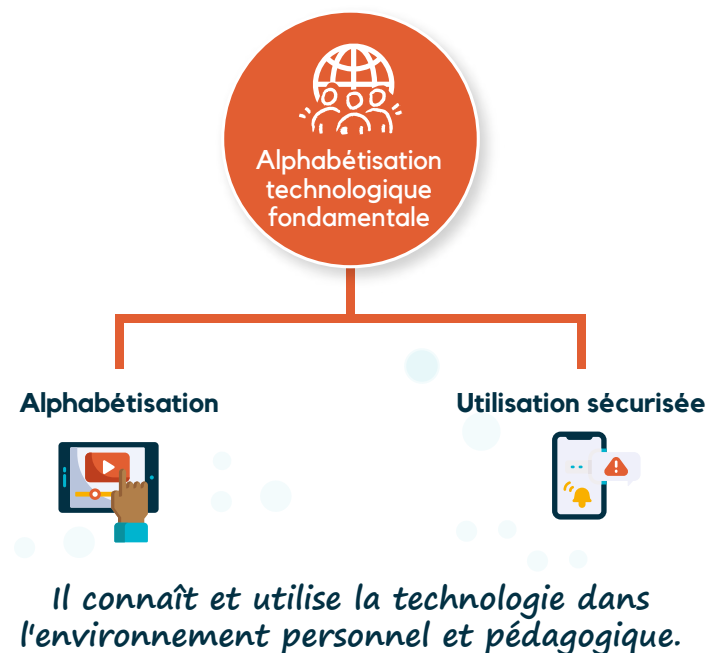 Alphabétisation
technologique
fondamentale
Alphabétisation
Utilisation sécurisée
Il connaît et utilise la technologie dans
l'environnement personnel et pédagogique.